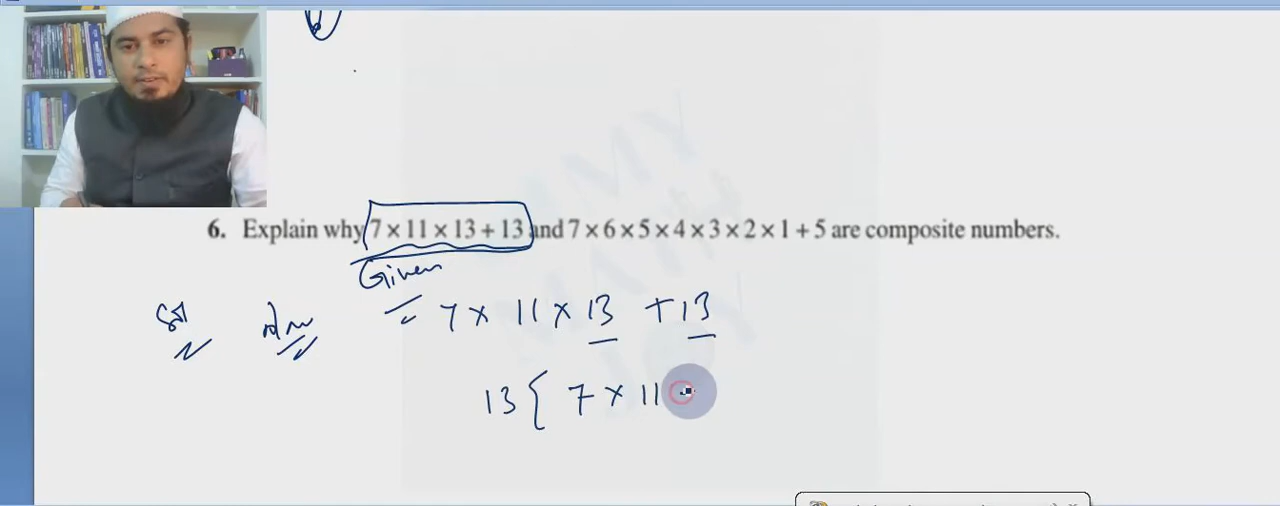 6. Explain why 7 × 11 × 13 + 13 and 7 × 6 × 5 × 4 × 3 × 2 × 1 + 5 are composite numbers.
Given
= 7 × 11 × 13 + 13
13 { 7 × 11